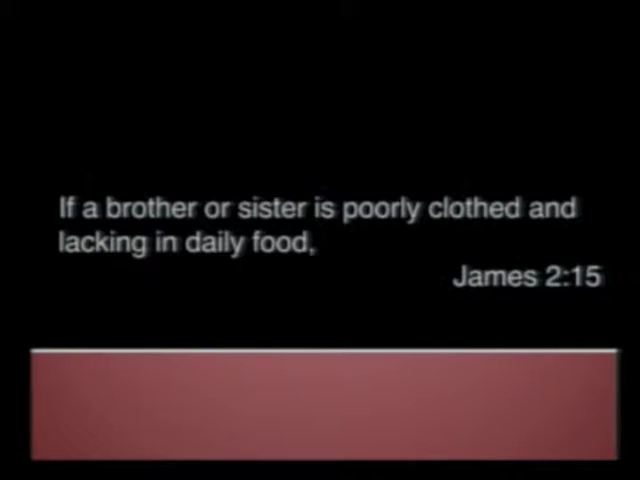 If a brother or sister is poorly clothed and
lacking in daily food,
James 2:15